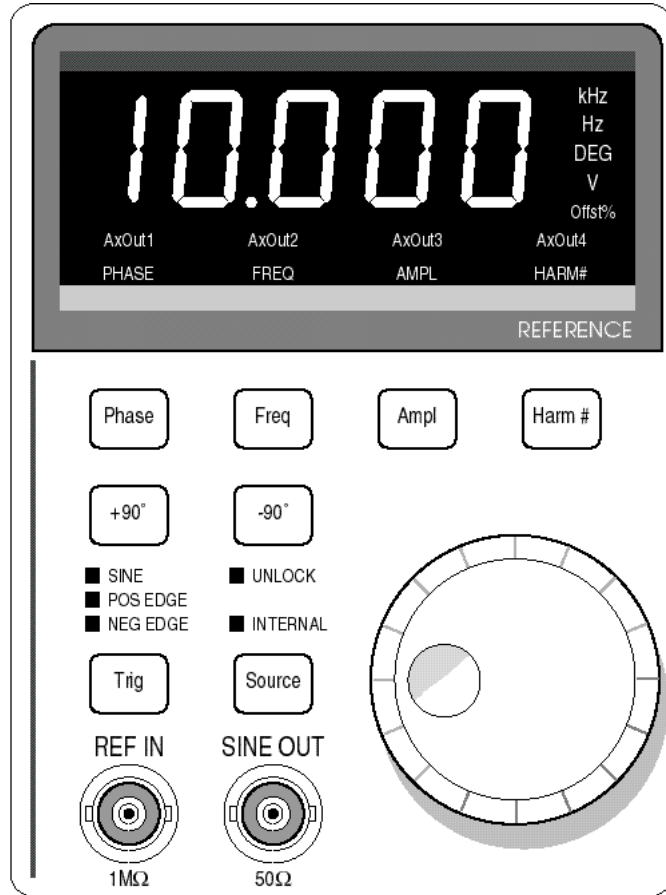 10.000
kHz
Hz
DEG
V
Offst%
AxOut1 AxOut2 AxOut3 AxOut4
PHASE FREQ AMPL HARM#
REFERENCE
Phase Freq Ampl Harm #
+90° -90°
SINE UNLOCK
POS EDGE
NEG EDGE INTERNAL
Trig Source
REF IN SINE OUT
1MΩ 50Ω